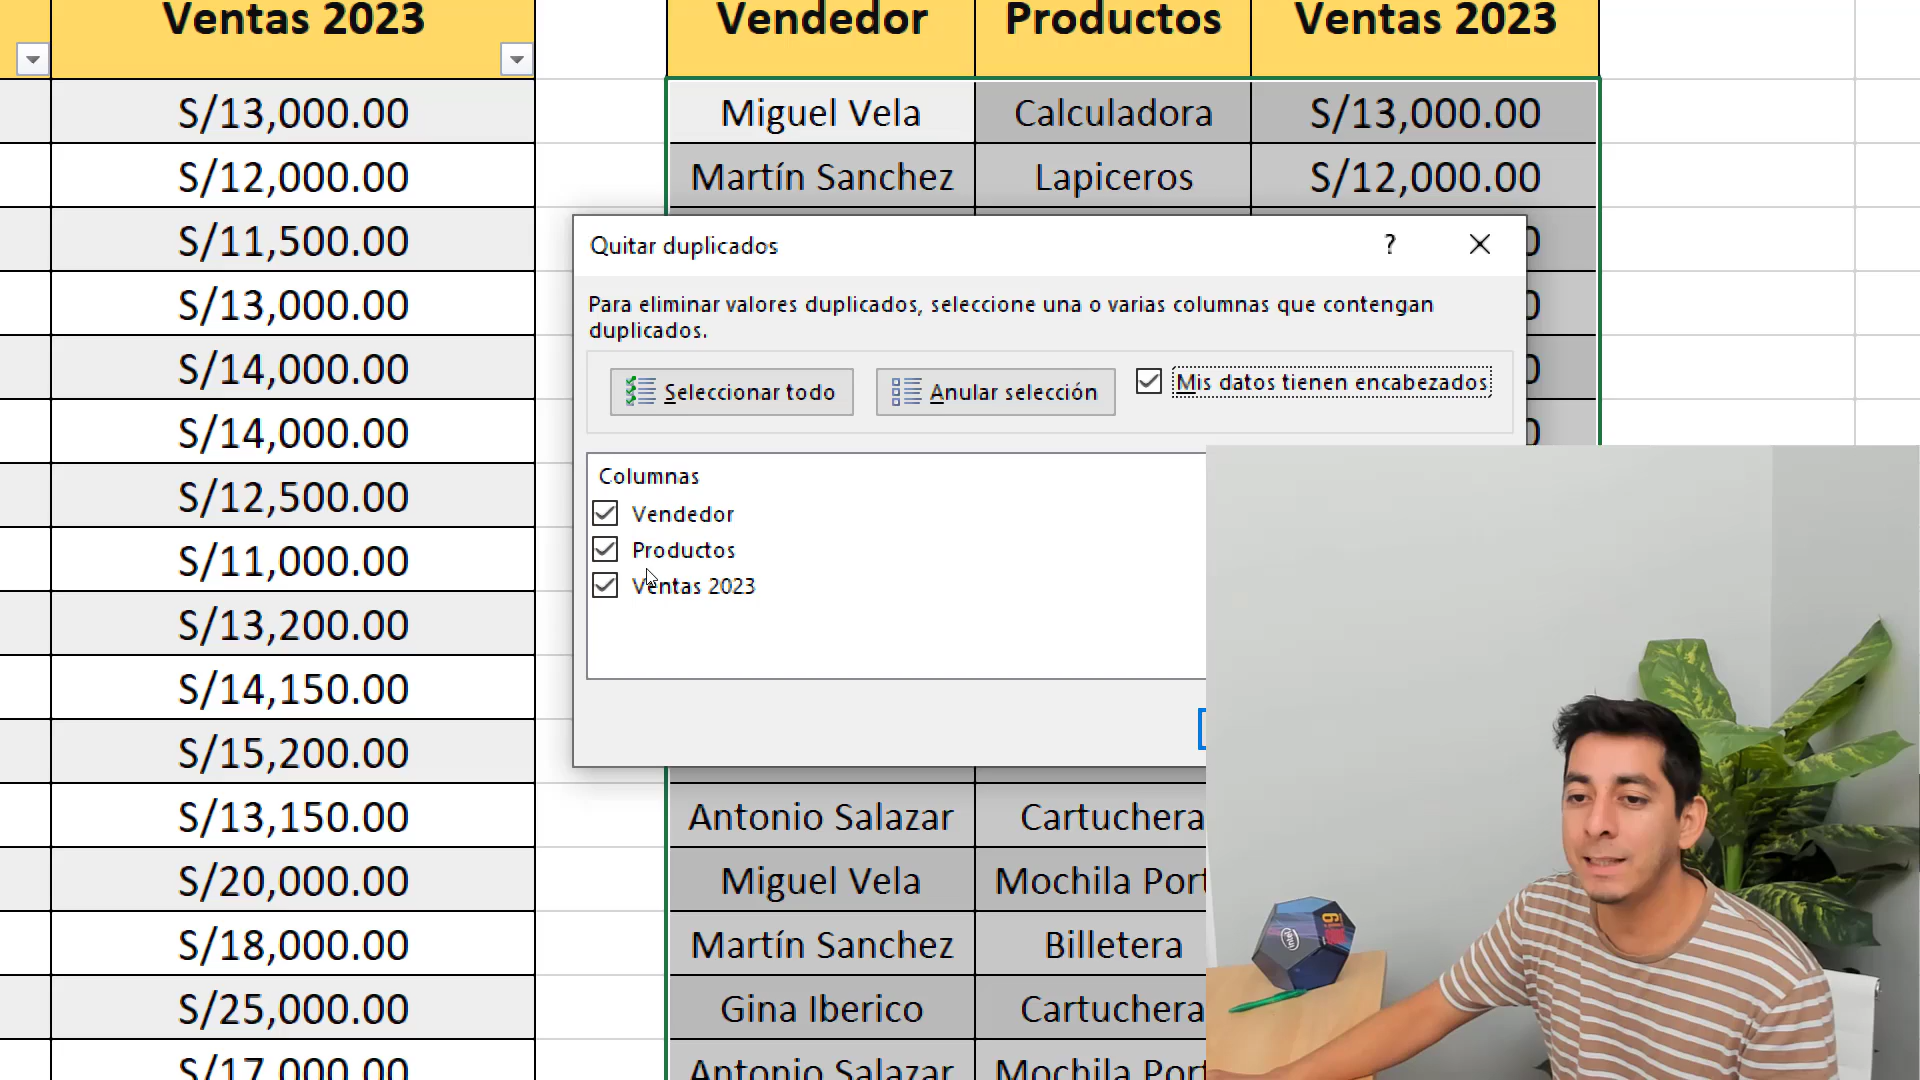 Ventas 2023
Vendedor Productos Ventas 2023
S/13,000.00 Miguel Vela Calculadora S/13,000.00
S/12,000.00 Martín Sanchez Lapiceros S/12,000.00
S/11,500.00
S/13,000.00
S/14,000.00
S/14,000.00
S/12,500.00
S/11,000.00
S/13,200.00
S/14,150.00
S/15,200.00
S/13,150.00 Antonio Salazar Cartuchera
S/20,000.00 Miguel Vela Mochila Port
S/18,000.00 Martín Sanchez Billetera
S/25,000.00 Gina Iberico Cartuchera
S/17,000.00 Antonio Salazar Mochila Port
Quitar duplicados
?
Para eliminar valores duplicados, seleccione una o varias columnas que contengan
duplicados.
Seleccionar todo Anular selección Mis datos tienen encabezados
Columnas
Vendedor
Productos
Ventas 2023
intel
i9